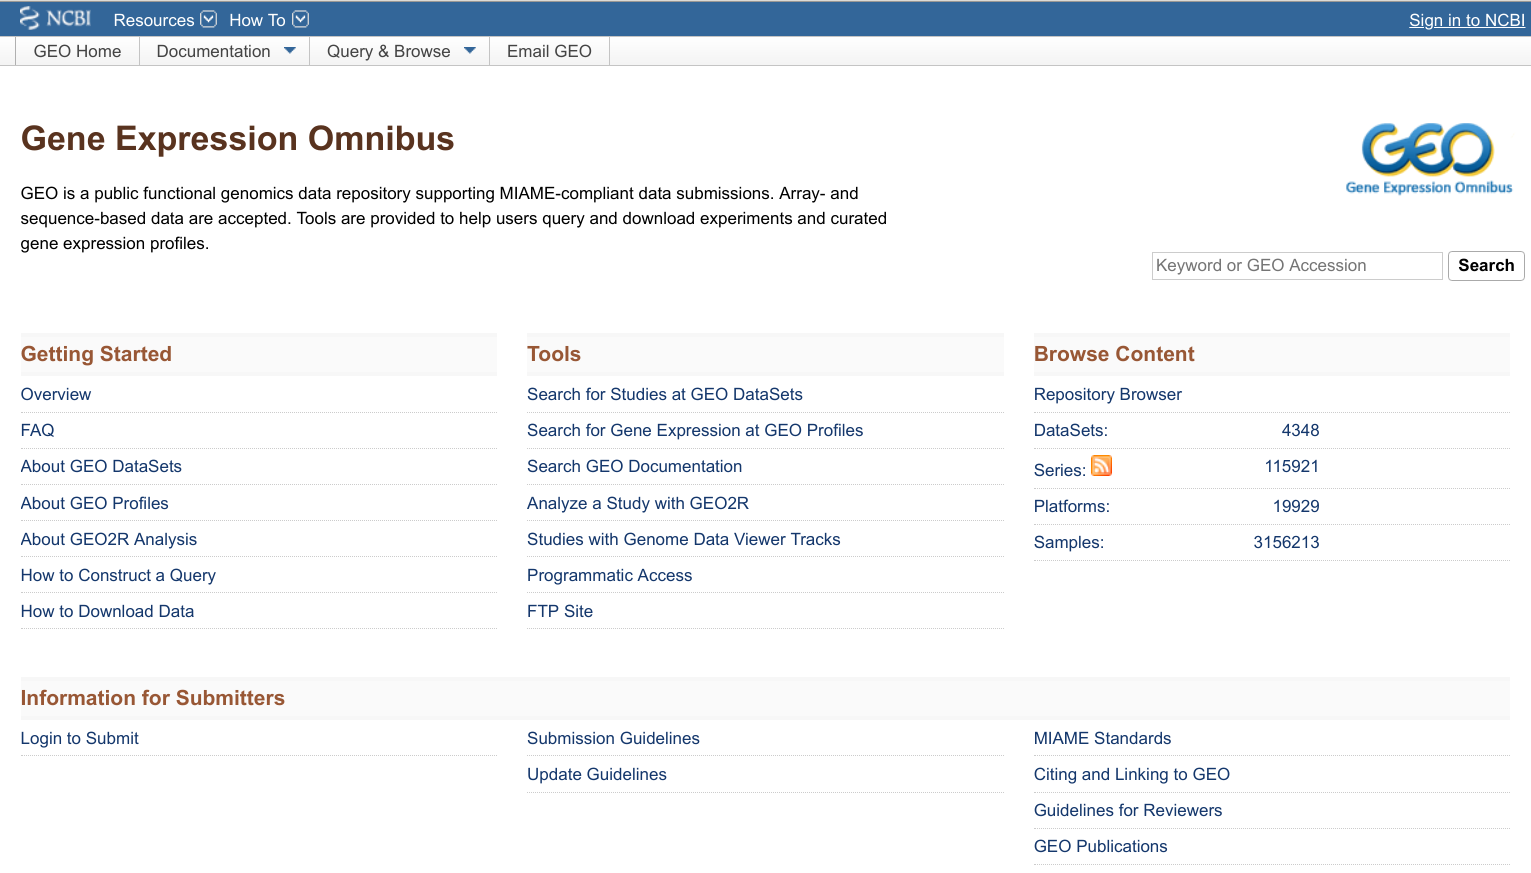 NCBI Resources How To Sign in to NCBI
GEO Home Documentation Query & Browse Email GEO
Gene Expression Omnibus
GEO is a public functional genomics data repository supporting MIAME-compliant data submissions. Array- and
sequence-based data are accepted. Tools are provided to help users query and download experiments and curated
gene expression profiles.
GEO
Gene Expression Omnibus
Keyword or GEO Accession Search
Getting Started
Overview
FAQ
About GEO DataSets
About GEO Profiles
About GEO2R Analysis
How to Construct a Query
How to Download Data
Tools
Search for Studies at GEO DataSets
Search for Gene Expression at GEO Profiles
Search GEO Documentation
Analyze a Study with GEO2R
Studies with Genome Data Viewer Tracks
Programmatic Access
FTP Site
Browse Content
Repository Browser
DataSets: 4348
Series: 115921
Platforms: 19929
Samples: 3156213
Information for Submitters
Login to Submit
Submission Guidelines
Update Guidelines
MIAME Standards
Citing and Linking to GEO
Guidelines for Reviewers
GEO Publications